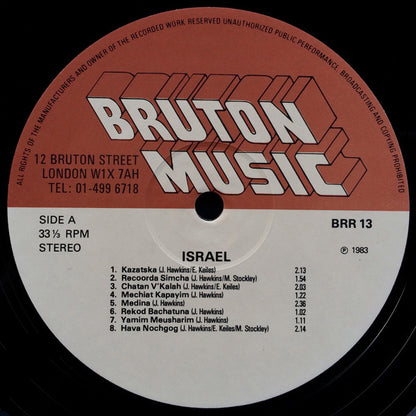 ALL RIGHTS OF THE MANUFACTURERS AND OWNER OF THE RECORDED WORK RESERVED UNAUTHORIZED PUBLIC PERFORMANCE, BROADCASTING AND COPYING PROHIBITED
BRUTON
MUSIC
12 BRUTON STREET
LONDON W1X 7AH
TEL: 01-499 6718
SIDE A
33⅓ RPM
STEREO
BRR 13
ISRAEL
℗ 1983
1. Kazatska (J. Hawkins/E. Keiles) 2.13
2. Recoorda Simcha (J. Hawkins/M. Stockley) 1.54
3. Chatan V'Kalah (J. Hawkins/E. Keiles) 2.03
4. Mechiat Kapayim (J. Hawkins) 1.22
5. Medina (J. Hawkins) 2.36
6. Rekod Bachatuna (J. Hawkins) 1.02
7. Yamim Meusharim (J. Hawkins) 1.11
8. Hava Nochgog (J. Hawkins/E. Keiles/M. Stockley) 2.14